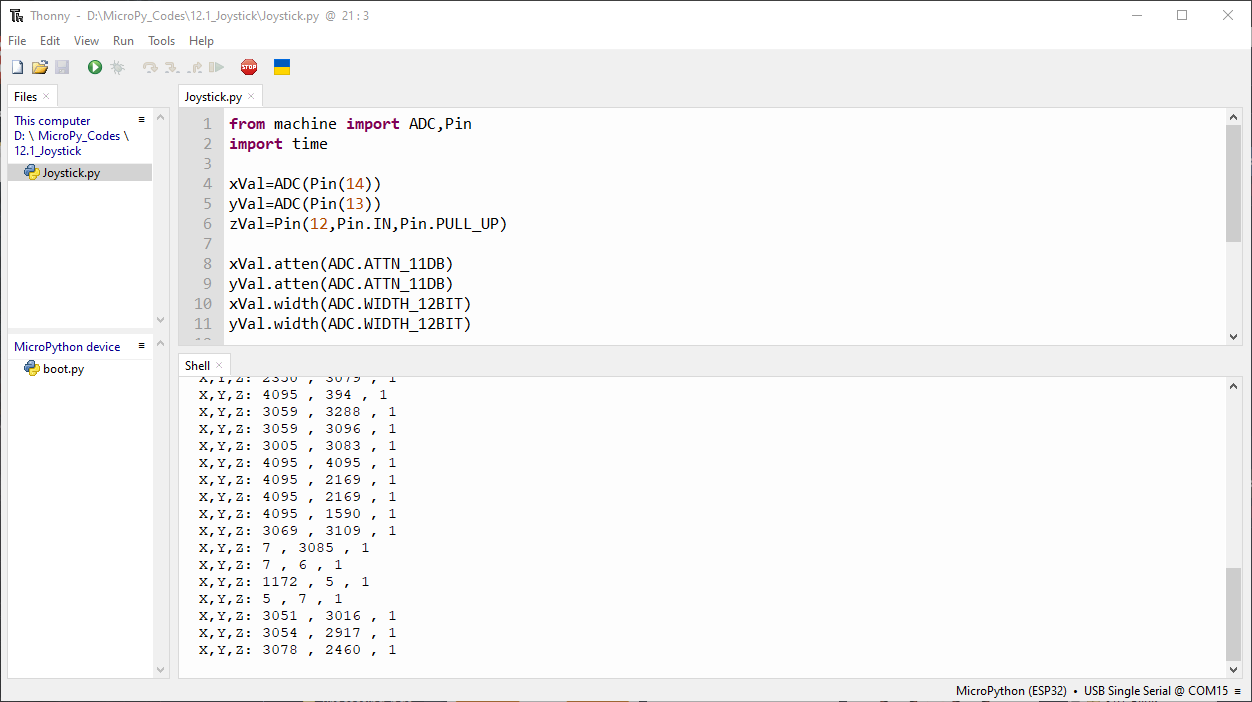 Thonny - D:\MicroPy_Codes\12.1_Joystick\Joystick.py @ 21 : 3
File Edit View Run Tools Help
STOP
Files
This computer
D: \ MicroPy_Codes \
12.1_Joystick
Joystick.py
MicroPython device
boot.py
Joystick.py
1 from machine import ADC,Pin
2 import time
3
4 xVal=ADC(Pin(14))
5 yVal=ADC(Pin(13))
6 zVal=Pin(12,Pin.IN,Pin.PULL_UP)
7
8 xVal.atten(ADC.ATTN_11DB)
9 yVal.atten(ADC.ATTN_11DB)
10 xVal.width(ADC.WIDTH_12BIT)
11 yVal.width(ADC.WIDTH_12BIT)
Shell
X,Y,Z: 2350 , 3079 , 1
X,Y,Z: 4095 , 394 , 1
X,Y,Z: 3059 , 3288 , 1
X,Y,Z: 3059 , 3096 , 1
X,Y,Z: 3005 , 3083 , 1
X,Y,Z: 4095 , 4095 , 1
X,Y,Z: 4095 , 2169 , 1
X,Y,Z: 4095 , 2169 , 1
X,Y,Z: 4095 , 1590 , 1
X,Y,Z: 3069 , 3109 , 1
X,Y,Z: 7 , 3085 , 1
X,Y,Z: 7 , 6 , 1
X,Y,Z: 1172 , 5 , 1
X,Y,Z: 5 , 7 , 1
X,Y,Z: 3051 , 3016 , 1
X,Y,Z: 3054 , 2917 , 1
X,Y,Z: 3078 , 2460 , 1
MicroPython (ESP32) • USB Single Serial @ COM15